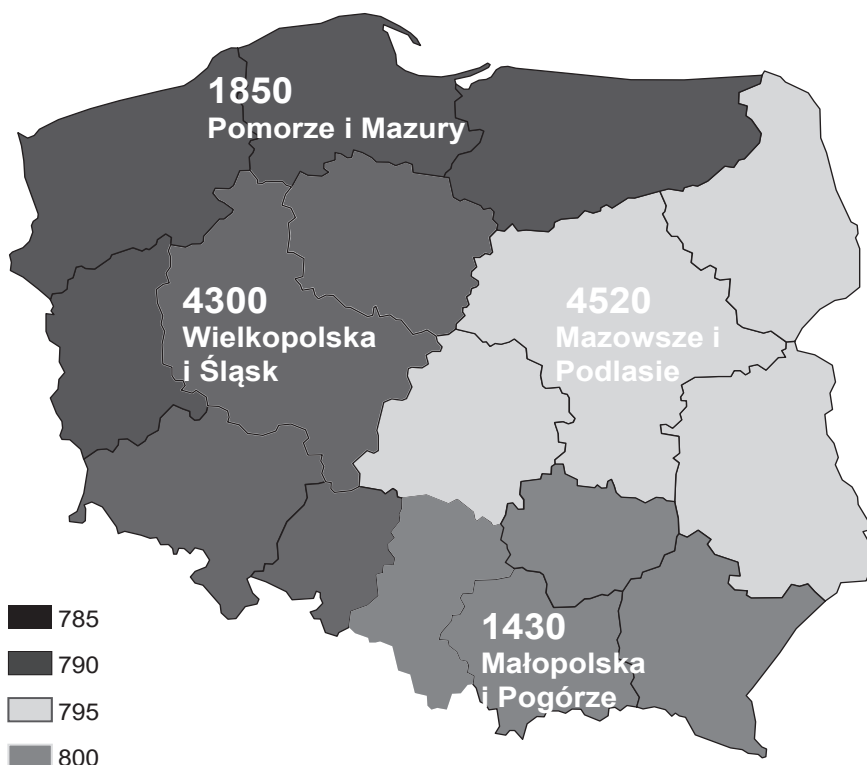 1850
Pomorze i Mazury
4300
Wielkopolska
i Śląsk
4520
Mazowsze i
Podlasie
1430
Małopolska
i Pogórze
785
790
795
800